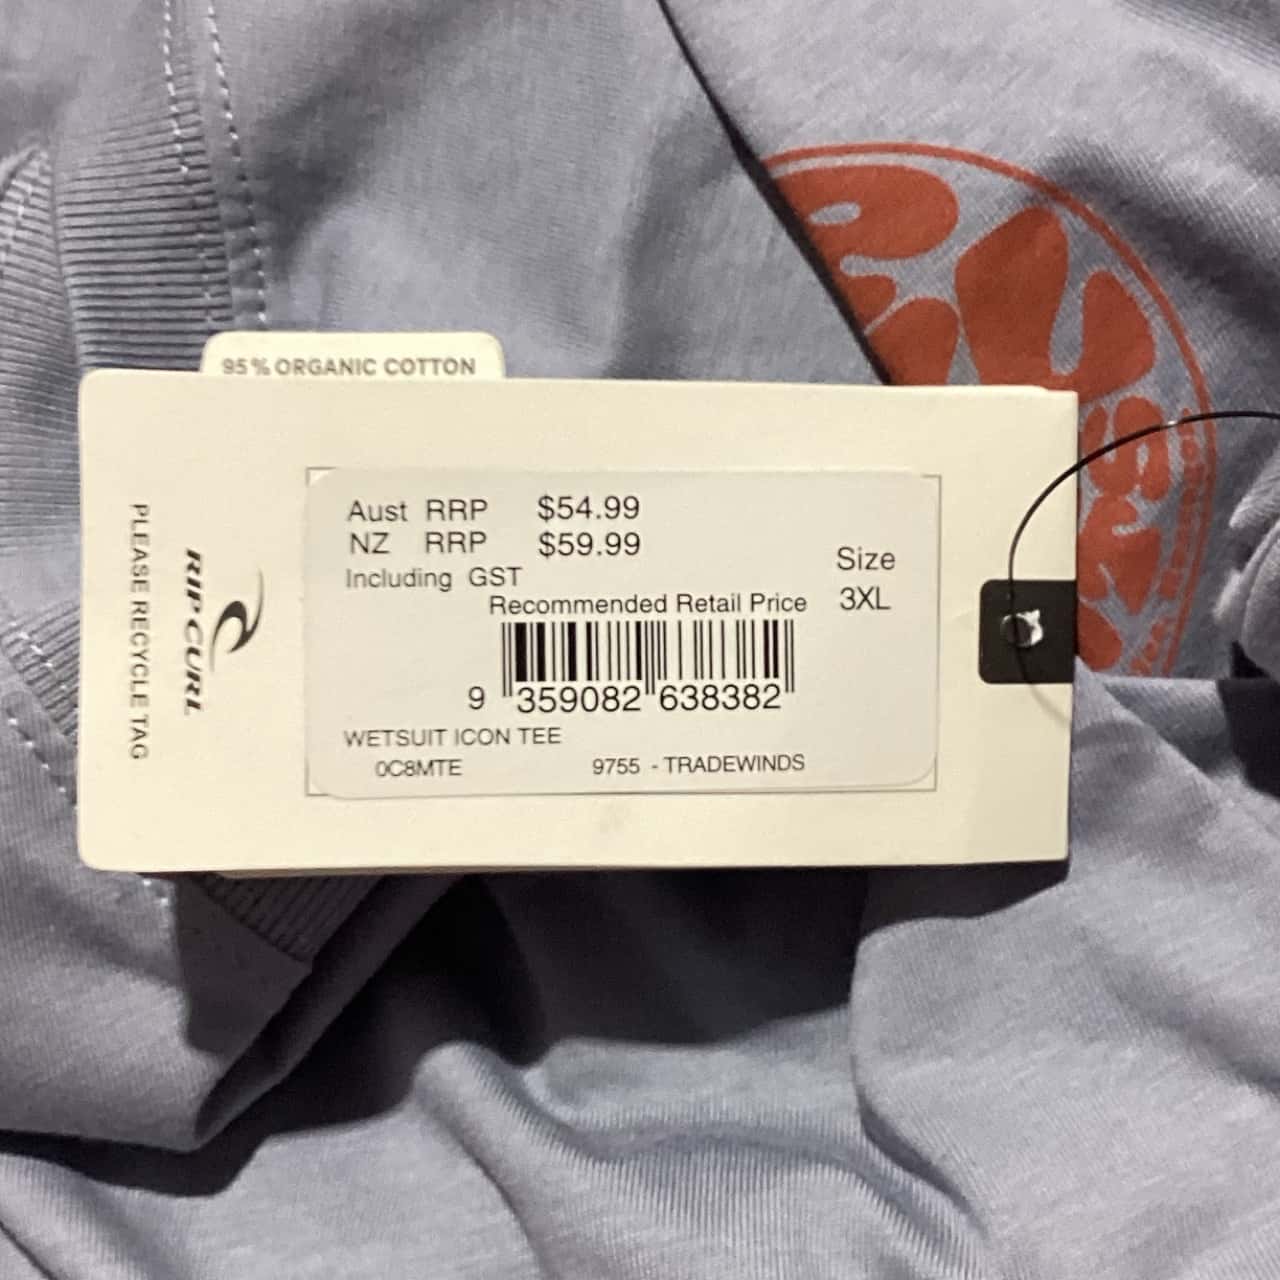 95% ORGANIC COTTON
PLEASE RECYCLE TAG
RIP CURL
Aust RRP $54.99
NZ RRP $59.99
Including GST
Recommended Retail Price
Size
3XL
9 359082 638382
WETSUIT ICON TEE
0C8MTE 9755 - TRADEWINDS